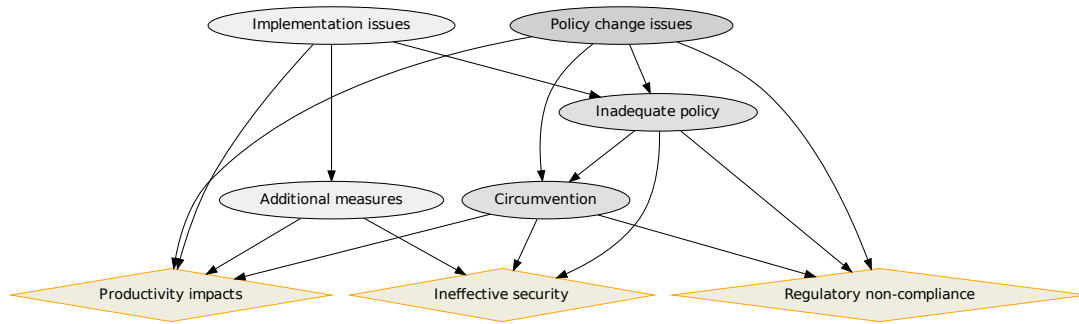 Implementation issues
Policy change issues
Inadequate policy
Additional measures
Circumvention
Productivity impacts
Ineffective security
Regulatory non-compliance